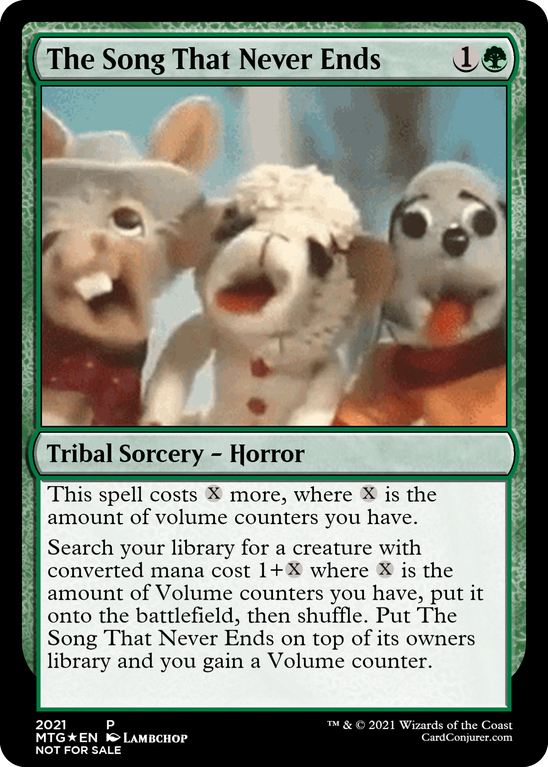 The Song That Never Ends 1
Tribal Sorcery – Horror
This spell costs X more, where X is the
amount of volume counters you have.
Search your library for a creature with
converted mana cost 1+X where X is the
amount of Volume counters you have, put it
onto the battlefield, then shuffle. Put The
Song That Never Ends on top of its owners
library and you gain a Volume counter.
2021 P
MTG★EN LAMBCHOP
NOT FOR SALE
™ & © 2021 Wizards of the Coast
CardConjurer.com